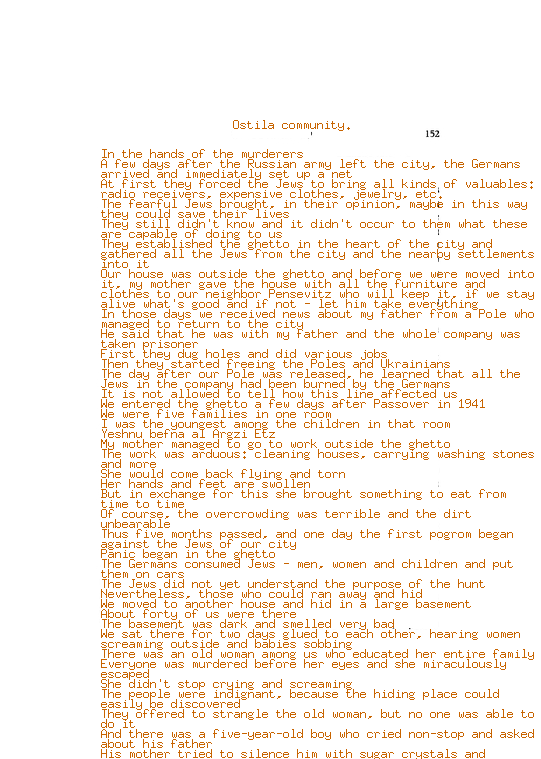 Ostila community.
152
In the hands of the murderers
A few days after the Russian army left the city, the Germans
arrived and immediately set up a net
At first they forced the Jews to bring all kinds of valuables:
radio receivers, expensive clothes, jewelry, etc.
The fearful Jews brought, in their opinion, maybe in this way
they could save their lives
They still didn't know and it didn't occur to them what these
are capable of doing to us
They established the ghetto in the heart of the city and
gathered all the Jews from the city and the nearby settlements
into it
Our house was outside the ghetto and before we were moved into
it, my mother gave the house with all the furniture and
clothes to our neighbor Pensevitz who will keep it, if we stay
alive what's good and if not - let him take everything
In those days we received news about my father from a Pole who
managed to return to the city
He said that he was with my father and the whole company was
taken prisoner
First they dug holes and did various jobs
Then they started freeing the Poles and Ukrainians
The day after our Pole was released, he learned that all the
Jews in the company had been burned by the Germans
It is not allowed to tell how this line affected us
We entered the ghetto a few days after Passover in 1941
We were five families in one room
I was the youngest among the children in that room
Yeshnu befna al Argzi Etz
My mother managed to go to work outside the ghetto
The work was arduous: cleaning houses, carrying washing stones
and more
She would come back flying and torn
Her hands and feet are swollen
But in exchange for this she brought something to eat from
time to time
Of course, the overcrowding was terrible and the dirt
unbearable
Thus five months passed, and one day the first pogrom began
against the Jews of our city
Panic began in the ghetto
The Germans consumed Jews - men, women and children and put
them on cars
The Jews did not yet understand the purpose of the hunt
Nevertheless, those who could ran away and hid
We moved to another house and hid in a large basement
About forty of us were there
The basement was dark and smelled very bad
We sat there for two days glued to each other, hearing women
screaming outside and babies sobbing
There was an old woman among us who educated her entire family
Everyone was murdered before her eyes and she miraculously
escaped
She didn't stop crying and screaming
The people were indignant, because the hiding place could
easily be discovered
They offered to strangle the old woman, but no one was able to
do it
And there was a five-year-old boy who cried non-stop and asked
about his father
His mother tried to silence him with sugar crystals and